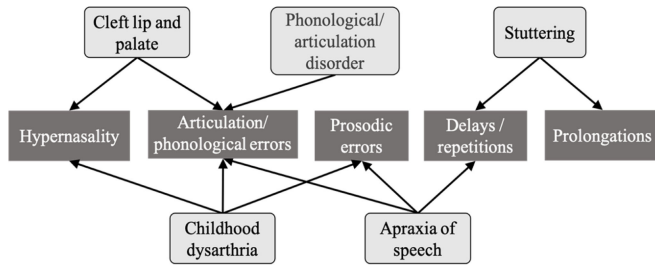 Cleft lip and
palate
Phonological/
articulation
disorder
Stuttering
Hypernasality
Articulation/
phonological errors
Prosodic
errors
Delays /
repetitions
Prolongations
Childhood
dysarthria
Apraxia of
speech